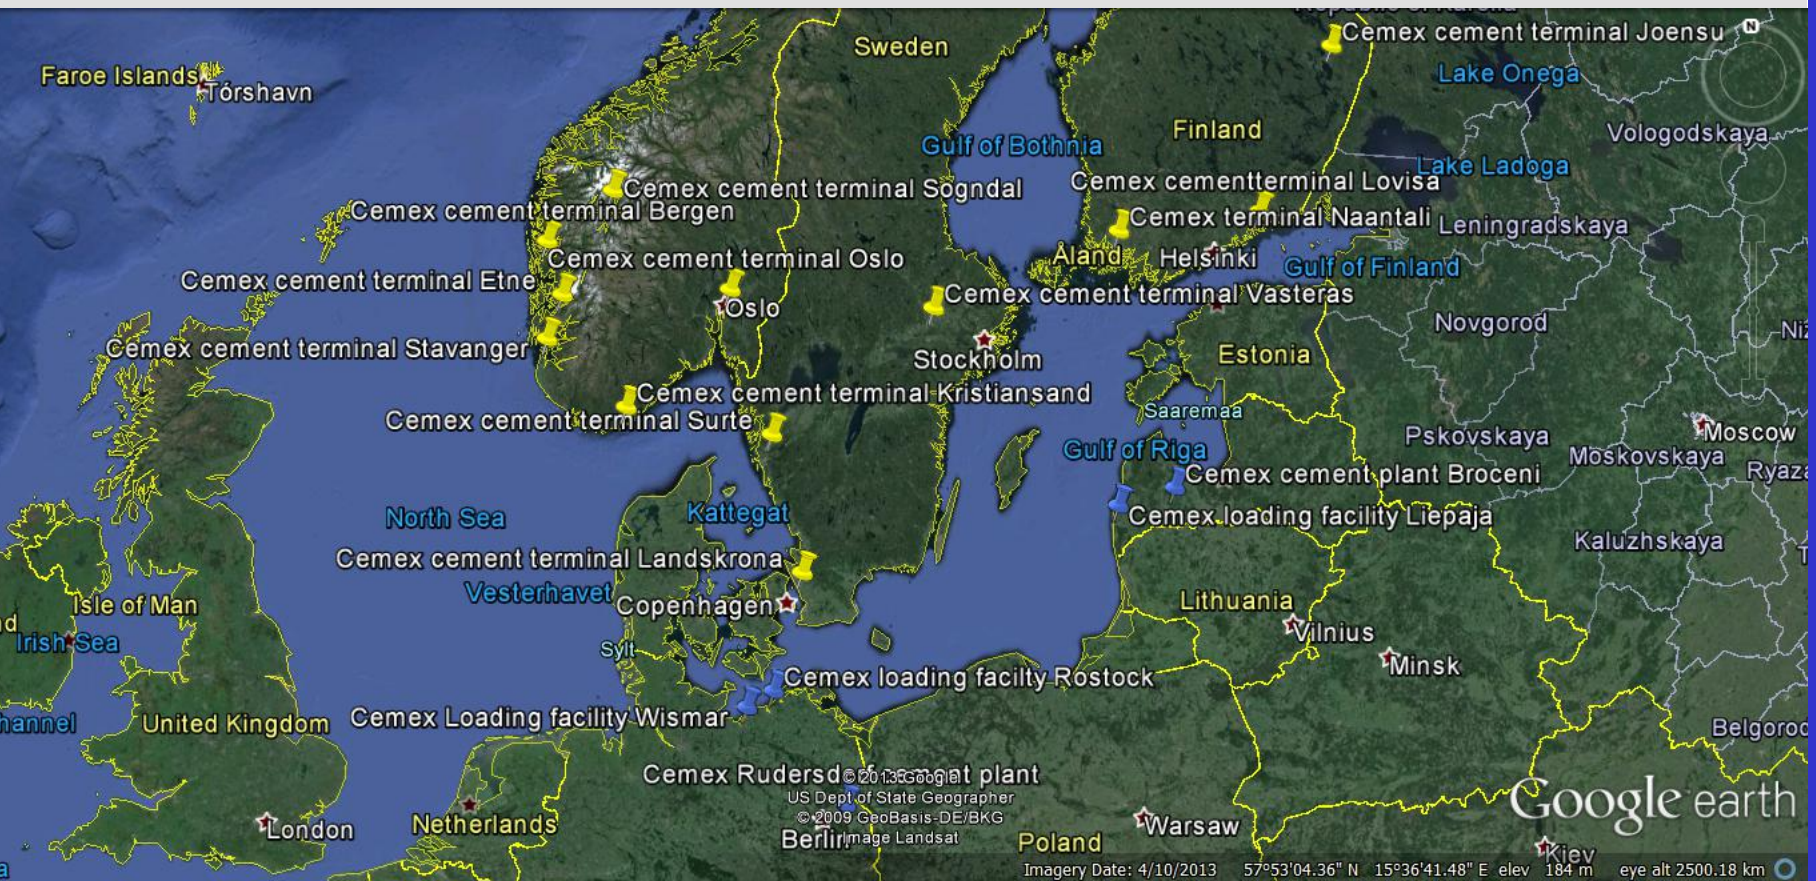 Sweden
Cemex cement terminal Joensu
N
Faroe Islands
Tórshavn
Lake Onega
Finland
Vologodskaya
Gulf of Bothnia
Lake Ladoga
Cemex cement terminal Sogndal
Cemex cementterminal Lovisa
Cemex cement terminal Bergen
Cemex terminal Naantali
Leningradskaya
Cemex cement terminal Oslo
Åland
Helsinki
Gulf of Finland
Cemex cement terminal Etne
Cemex cement terminal Vasteras
Oslo
Novgorod
Cemex cement terminal Stavanger
Stockholm
Estonia
Cemex cement terminal Kristiansand
Saaremaa
Cemex cement terminal Surte
Moscow
Pskovskaya
Gulf of Riga
Moskovskaya
Cemex cement plant Broceni
North Sea
Kattegat
Cemex loading facility Liepaja
Kaluzhskaya
Cemex cement terminal Landskrona
Vesterhavet
Copenhagen
Isle of Man
Lithuania
Vilnius
Irish Sea
Sylt
Minsk
Cemex loading facilty Rostock
Cemex Loading facility Wismar
United Kingdom
Cemex Rudersdorf cement plant
© 2013 Google
US Dept of State Geographer
© 2009 GeoBasis-DE/BKG
Image Landsat
Google earth
London
Netherlands
Berlin
Poland
Warsaw
Kiev
Imagery Date: 4/10/2013 57°53'04.36" N 15°36'41.48" E elev 184 m eye alt 2500.18 km